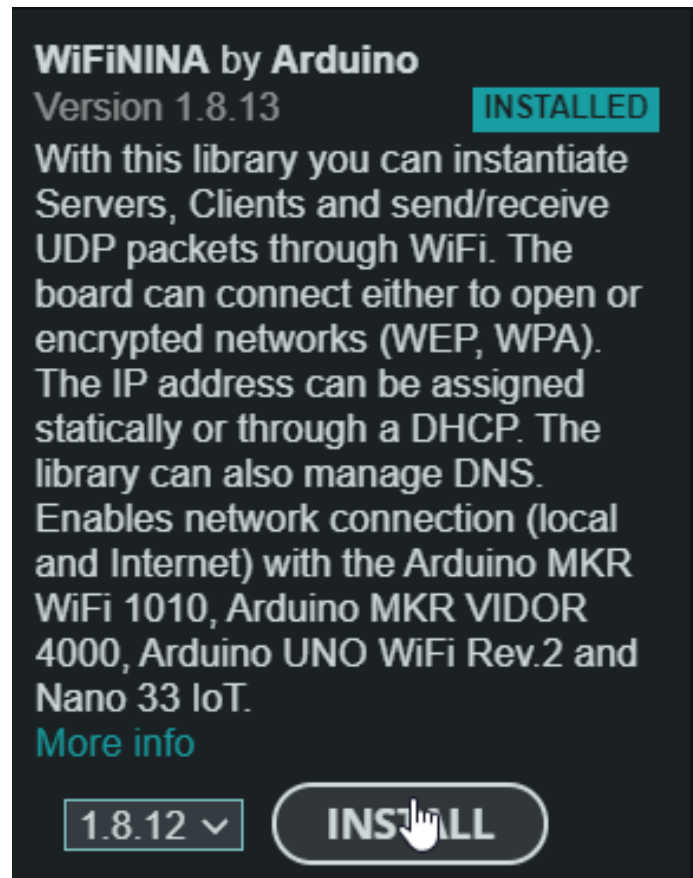 WiFiNINA by Arduino
Version 1.8.13 INSTALLED
With this library you can instantiate
Servers, Clients and send/receive
UDP packets through WiFi. The
board can connect either to open or
encrypted networks (WEP, WPA).
The IP address can be assigned
statically or through a DHCP. The
library can also manage DNS.
Enables network connection (local
and Internet) with the Arduino MKR
WiFi 1010, Arduino MKR VIDOR
4000, Arduino UNO WiFi Rev.2 and
Nano 33 IoT.
More info
1.8.12 INSTALL